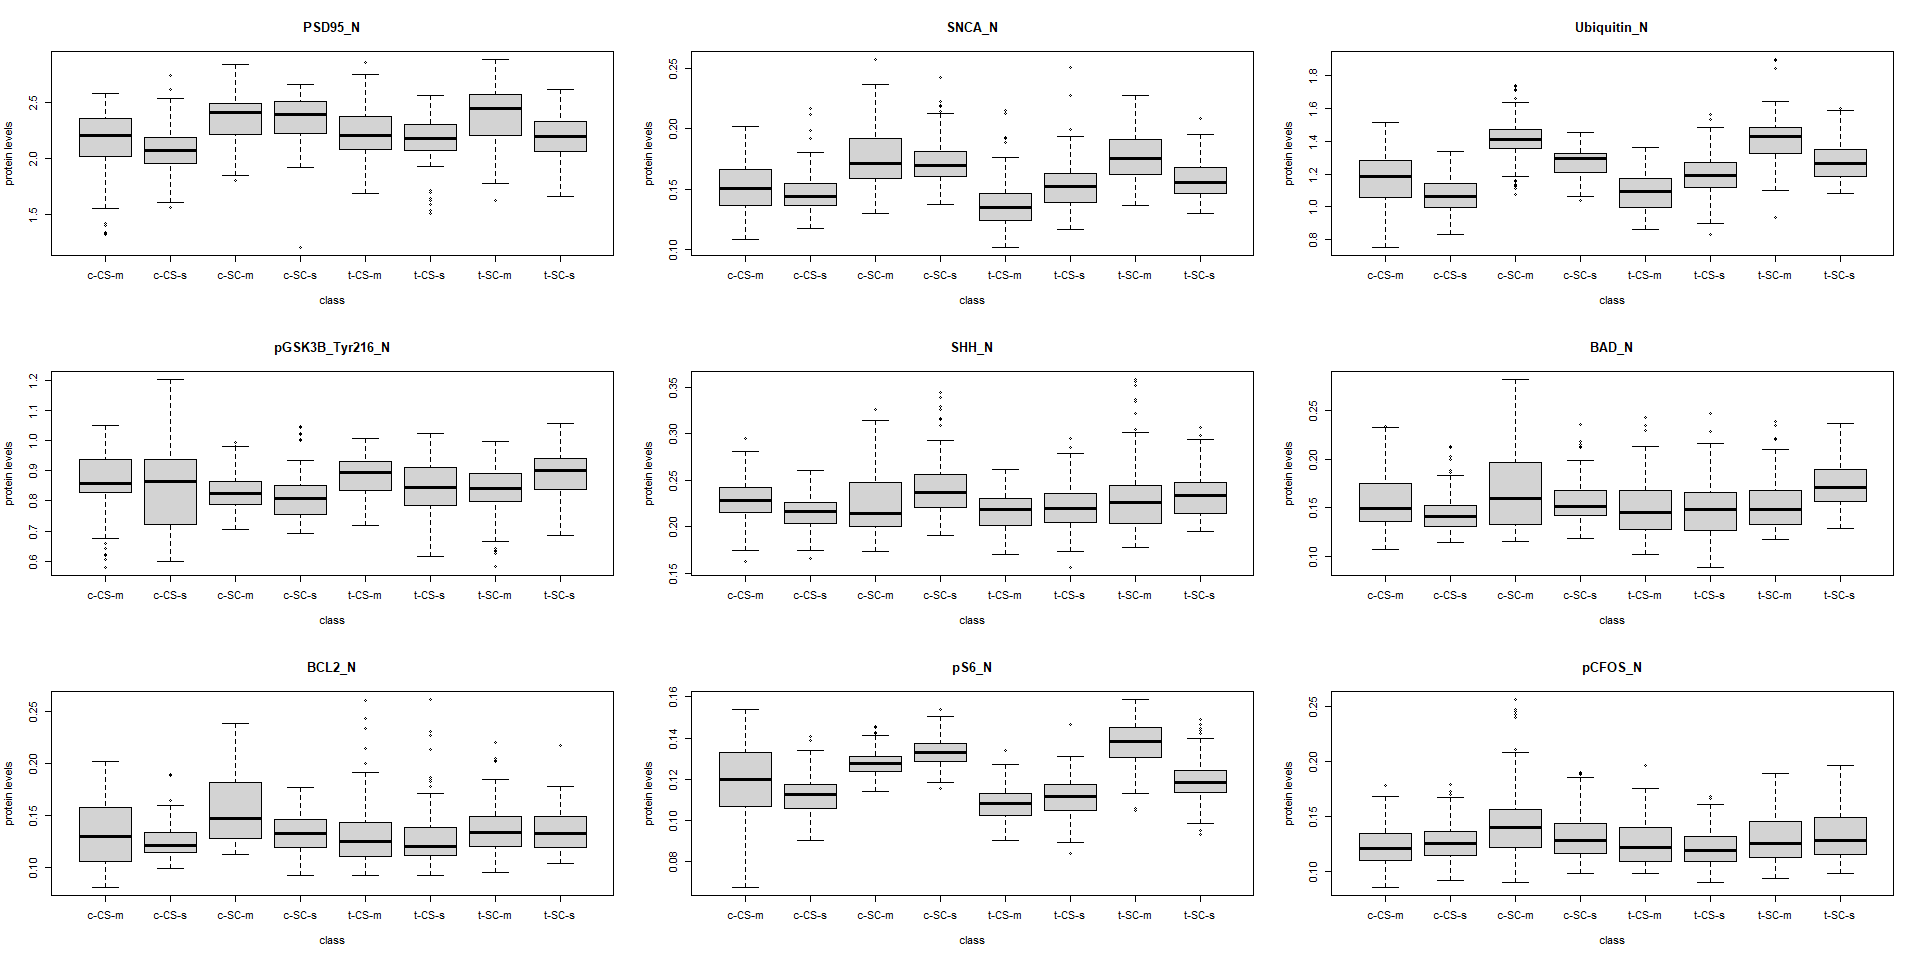 PSD95_N
protein levels
1.5 2.0 2.5
c-CS-m c-CS-s c-SC-m c-SC-s t-CS-m t-CS-s t-SC-m t-SC-s
class
SNCA_N
protein levels
0.10 0.15 0.20 0.25
c-CS-m c-CS-s c-SC-m c-SC-s t-CS-m t-CS-s t-SC-m t-SC-s
class
Ubiquitin_N
protein levels
0.8 1.0 1.2 1.4 1.6 1.8
c-CS-m c-CS-s c-SC-m c-SC-s t-CS-m t-CS-s t-SC-m t-SC-s
class
pGSK3B_Tyr216_N
protein levels
0.6 0.7 0.8 0.9 1.0 1.1 1.2
c-CS-m c-CS-s c-SC-m c-SC-s t-CS-m t-CS-s t-SC-m t-SC-s
class
SHH_N
protein levels
0.15 0.20 0.25 0.30 0.35
c-CS-m c-CS-s c-SC-m c-SC-s t-CS-m t-CS-s t-SC-m t-SC-s
class
BAD_N
protein levels
0.10 0.15 0.20 0.25
c-CS-m c-CS-s c-SC-m c-SC-s t-CS-m t-CS-s t-SC-m t-SC-s
class
BCL2_N
protein levels
0.10 0.15 0.20 0.25
c-CS-m c-CS-s c-SC-m c-SC-s t-CS-m t-CS-s t-SC-m t-SC-s
class
pS6_N
protein levels
0.08 0.10 0.12 0.14 0.16
c-CS-m c-CS-s c-SC-m c-SC-s t-CS-m t-CS-s t-SC-m t-SC-s
class
pCFOS_N
protein levels
0.10 0.15 0.20 0.25
c-CS-m c-CS-s c-SC-m c-SC-s t-CS-m t-CS-s t-SC-m t-SC-s
class